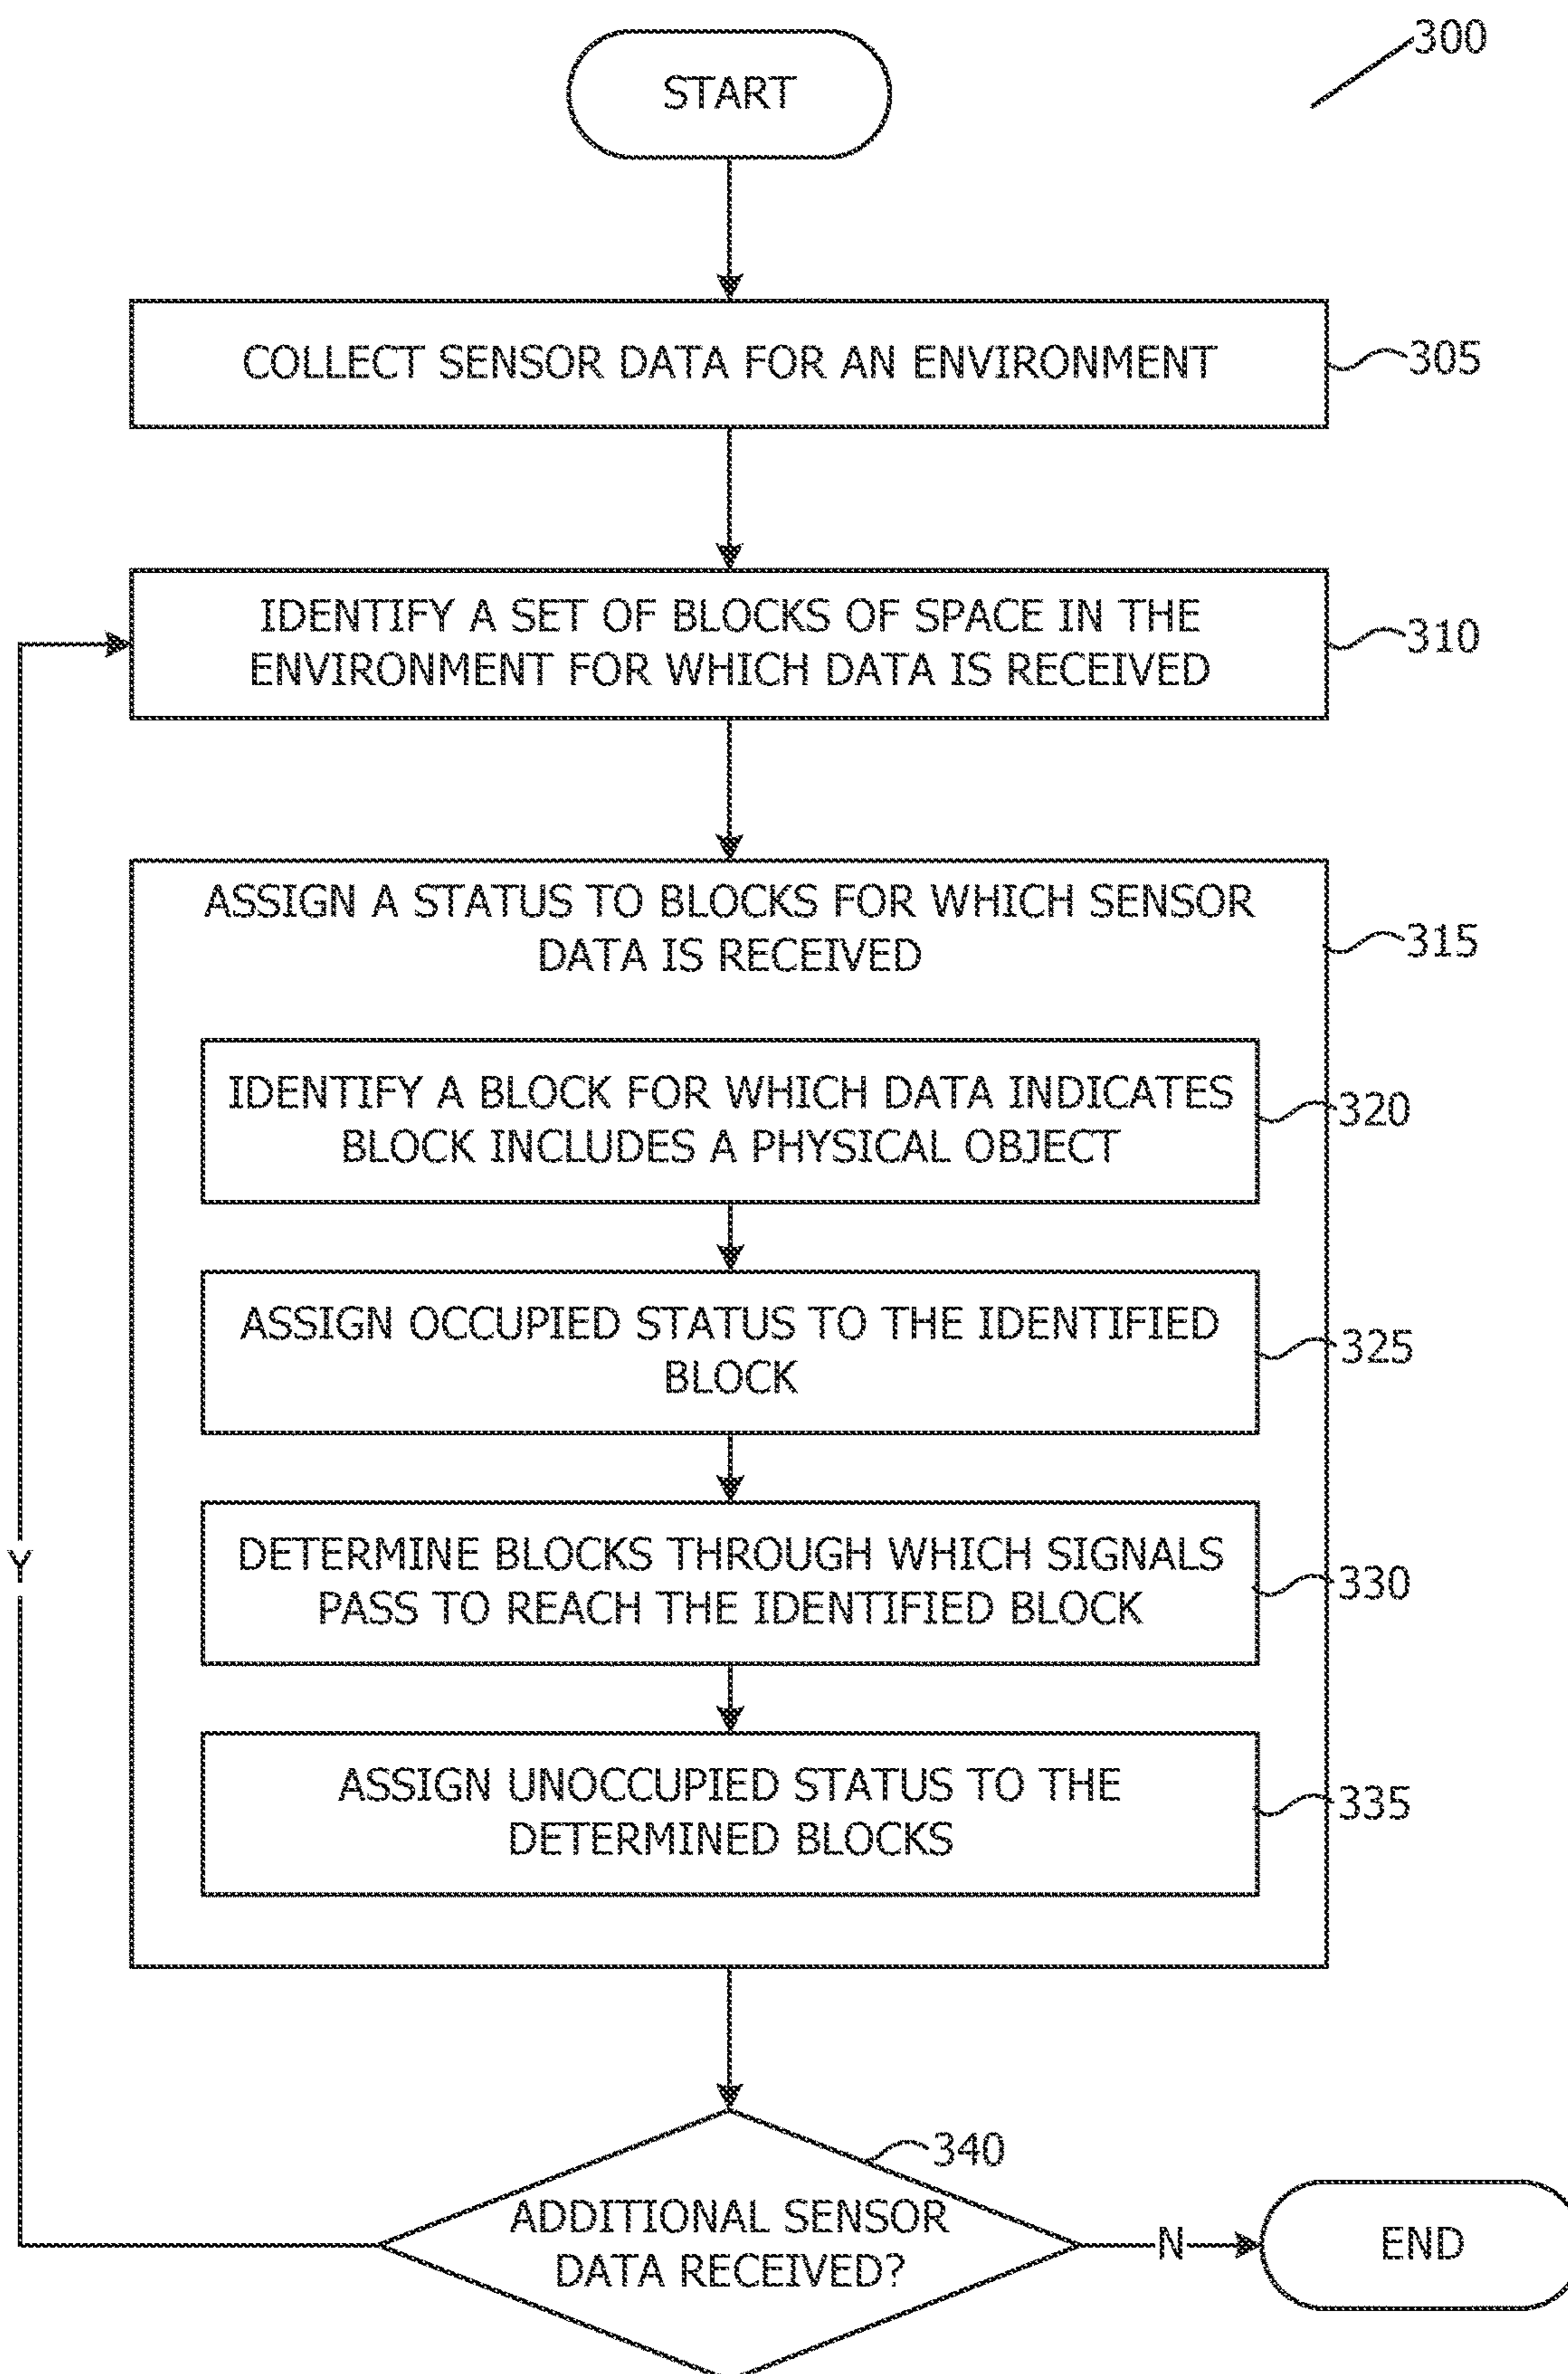 300
START
COLLECT SENSOR DATA FOR AN ENVIRONMENT
305
IDENTIFY A SET OF BLOCKS OF SPACE IN THE
ENVIRONMENT FOR WHICH DATA IS RECEIVED
310
ASSIGN A STATUS TO BLOCKS FOR WHICH SENSOR
DATA IS RECEIVED
315
IDENTIFY A BLOCK FOR WHICH DATA INDICATES
BLOCK INCLUDES A PHYSICAL OBJECT
320
ASSIGN OCCUPIED STATUS TO THE IDENTIFIED
BLOCK
325
DETERMINE BLOCKS THROUGH WHICH SIGNALS
PASS TO REACH THE IDENTIFIED BLOCK
330
Y
ASSIGN UNOCCUPIED STATUS TO THE
DETERMINED BLOCKS
335
340
ADDITIONAL SENSOR
DATA RECEIVED?
N
END